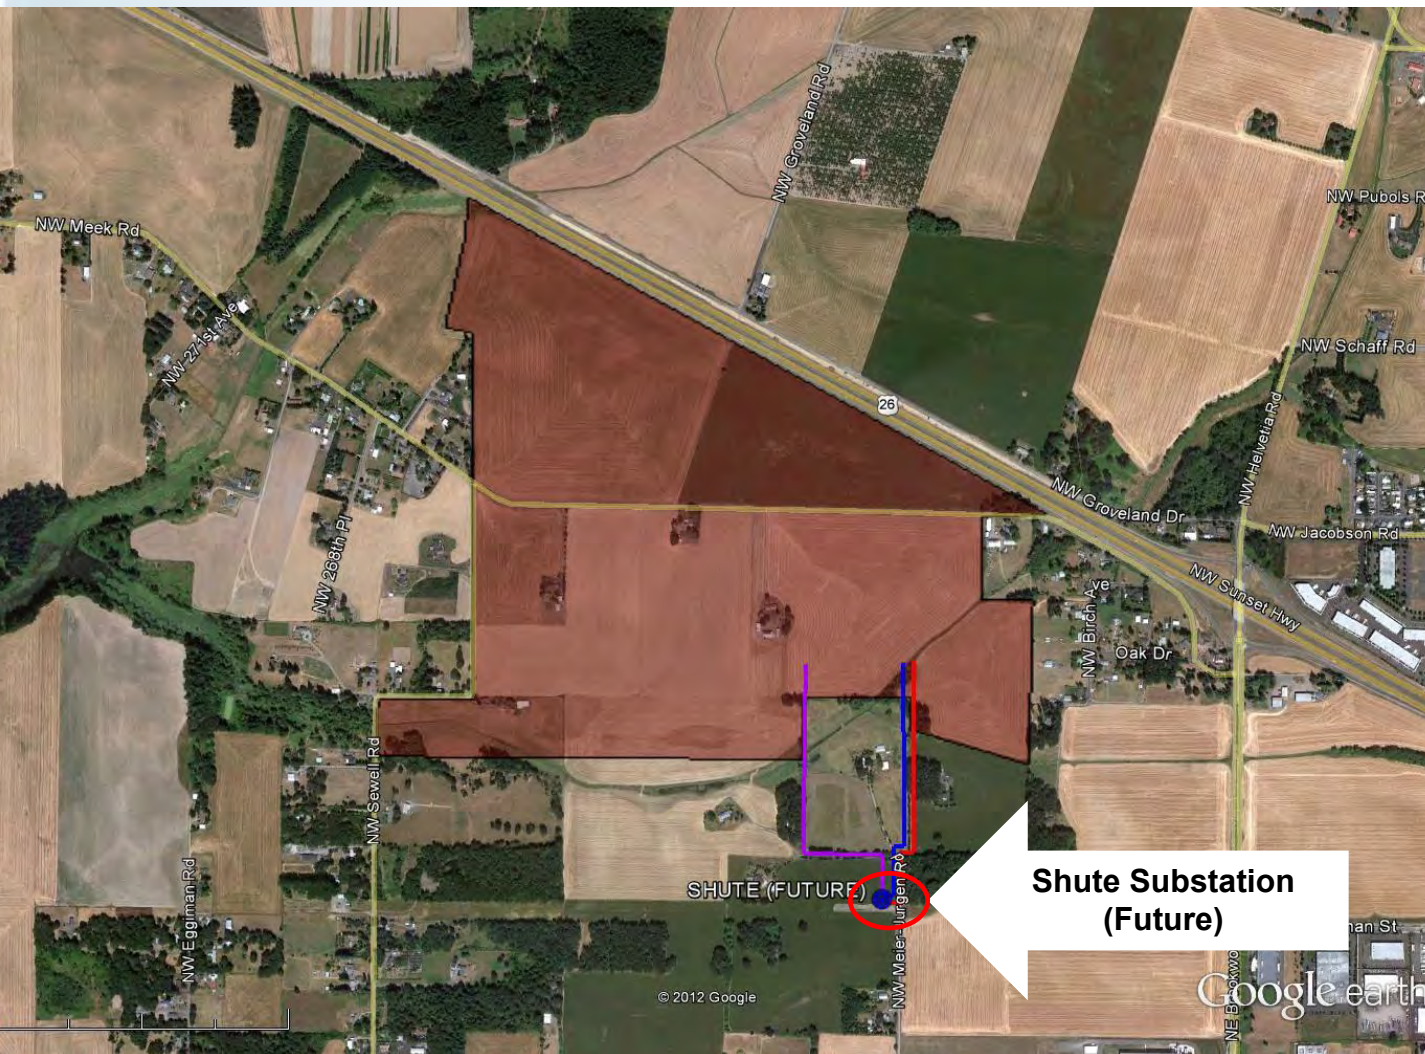 NW Groveland Rd
NW Pubols R
NW Meek Rd
NW 271st Ave
NW Schaff Rd
26
NW Helvetia Rd
NW Groveland Dr
NW Jacobson Rd
NW 268th Pl
NW Sunset Hwy
NW Birch Ave
Oak Dr
NW Sewell Rd
NW Eggiman Rd
SHUTE (FUTURE)
NW Meier-Jurgen Rd
Shute Substation
(Future)
man St
© 2012 Google
Google earth